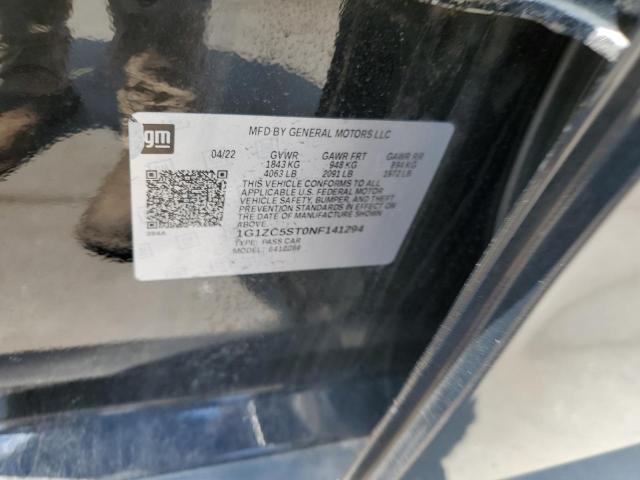 gm
MFD BY GENERAL MOTORS LLC
04/22 GVWR GAWR FRT GAWR RR
1843 KG 948 KG 894 KG
4063 LB 2091 LB 1972 LB
THIS VEHICLE CONFORMS TO ALL
APPLICABLE U.S. FEDERAL MOTOR
VEHICLE SAFETY, BUMPER, AND THEFT
PREVENTION STANDARDS IN EFFECT ON
THE DATE OF MANUFACTURE SHOWN
ABOVE.
1G1ZC5ST0NF141294
TYPE: PASS CAR
MODEL: